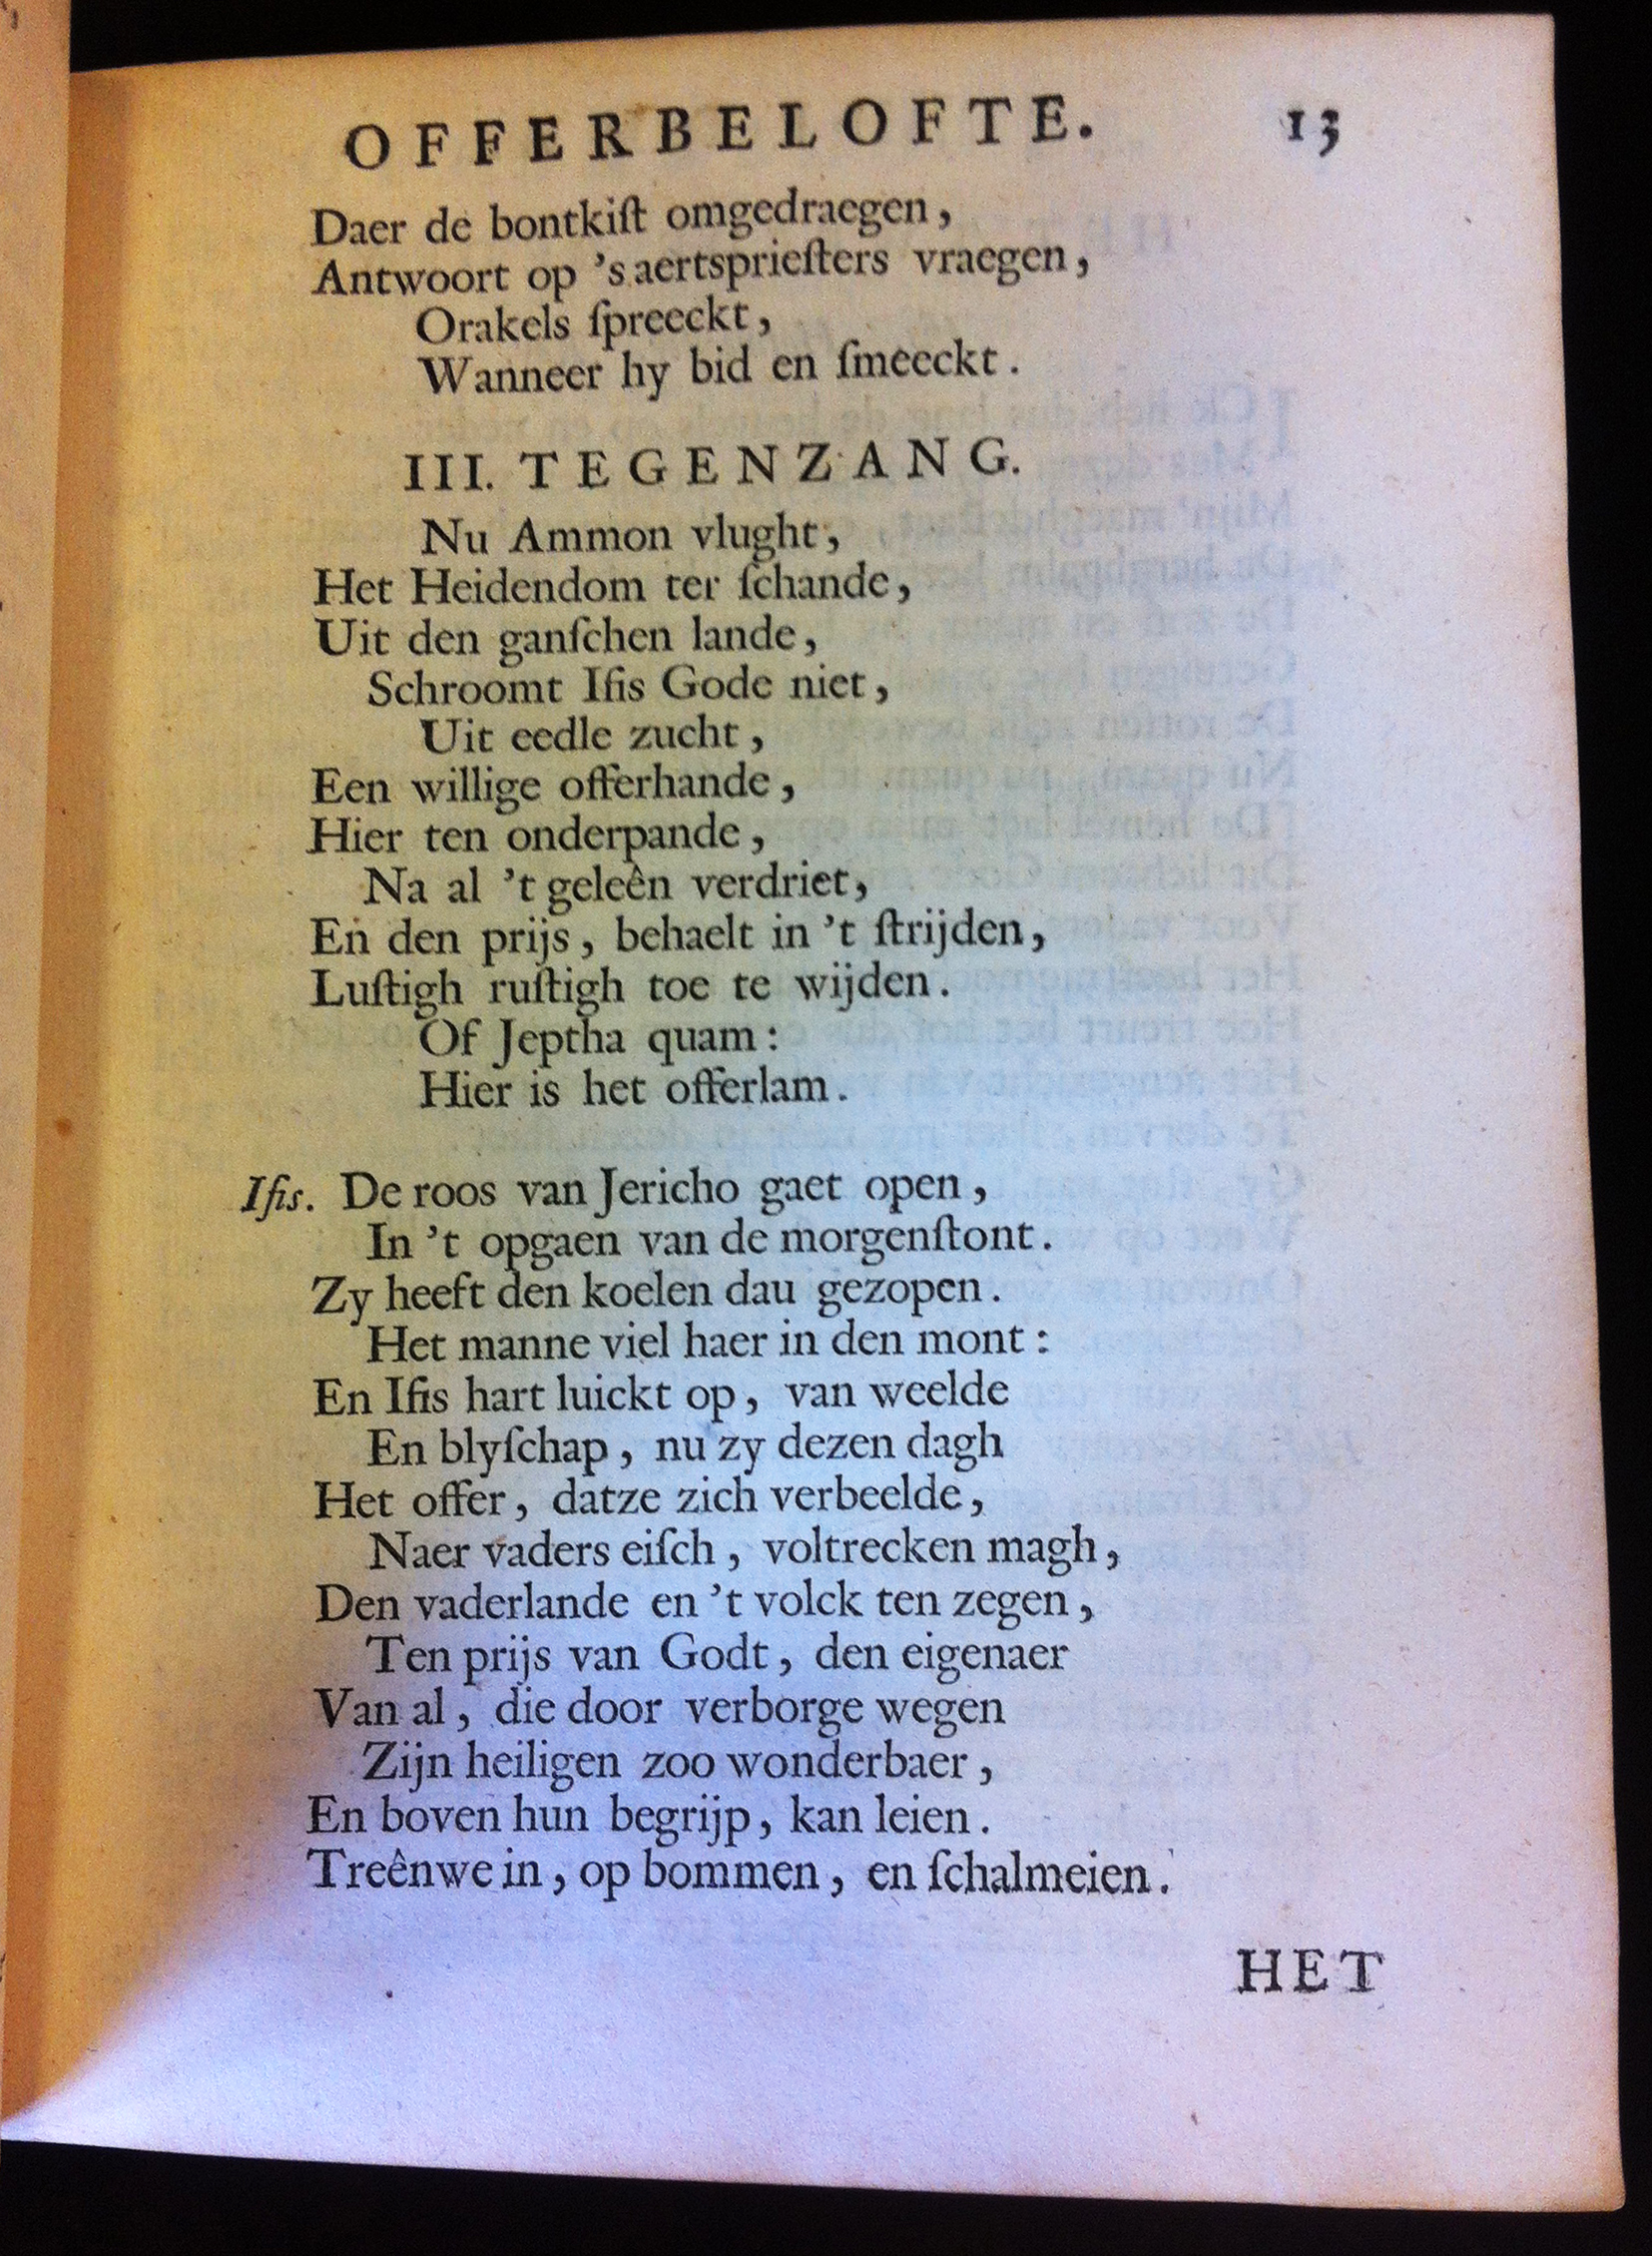 OFFERBELOFTE. 13
Daer de bontkiſt omgedraegen,
Antwoort op 's aertsprieſters vraegen,
Orakels ſpreeckt,
Wanneer hy bid en ſmeeckt.
III. TEGENZANG.
Nu Ammon vlught,
Het Heidendom ter ſchande,
Uit den ganſchen lande,
Schroomt Ifis Gode niet,
Uit eedle zucht,
Een willige offerhande,
Hier ten onderpande,
Na al 't geleên verdriet,
En den prijs, behaelt in 't ſtrijden,
Luſtigh ruſtigh toe te wijden.
Of Jeptha quam:
Hier is het offerlam.
Ifis. De roos van Jericho gaet open,
In 't opgaen van de morgenſtont.
Zy heeft den koelen dau gezopen.
Het manne viel haer in den mont:
En Ifis hart luickt op, van weelde
En blyſchap, nu zy dezen dagh
Het offer, datze zich verbeelde,
Naer vaders eiſch, voltrecken magh,
Den vaderlande en 't volck ten zegen,
Ten prijs van Godt, den eigenaer
Van al, die door verborge wegen
Zijn heiligen zoo wonderbaer,
En boven hun begrijp, kan leien.
Treênwe in, op bommen, en ſchalmeien.
HET